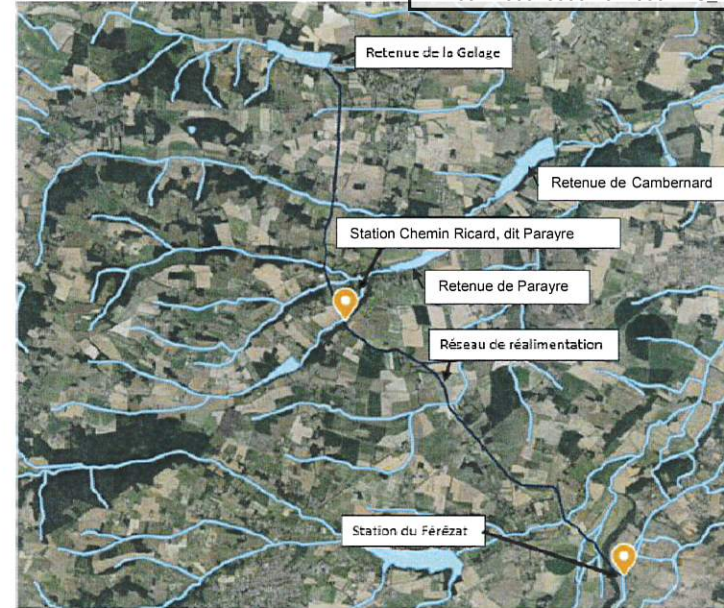 Retenue de la Galage
Retenue de Cambernard
Station Chemin Ricard, dit Parayre
Retenue de Parayre
Réseau de réalimentation
Station du Férézat